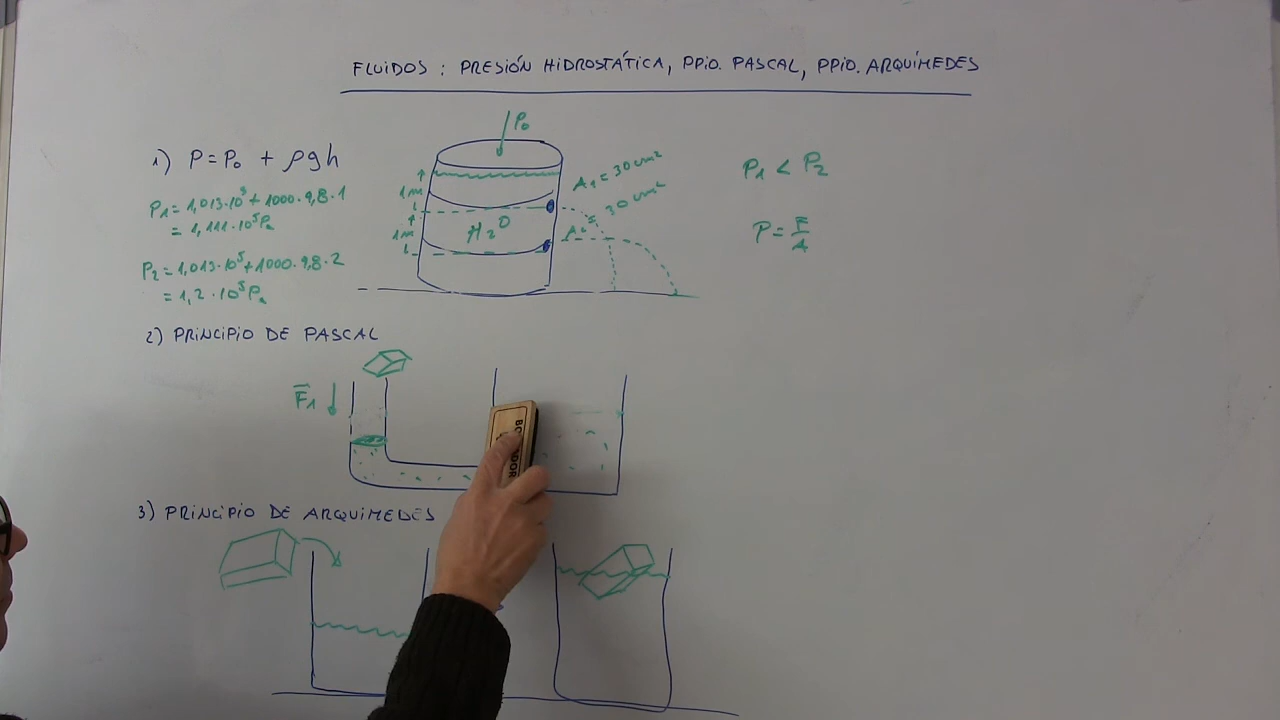 FLUIDOS : PRESIÓN HIDROSTÁTICA, PPIO. PASCAL, PPIO. ARQUÍMEDES
1) P = P₀ + ρgh
P₁ = 1,013·10⁵ + 1000·9,8·1
= 1,111·10⁵ Pa
P₂ = 1,013·10⁵ + 1000·9,8·2
= 1,2·10⁵ Pa
P₀
1m
1m
H₂O
A₁ = 30 cm²
A₂ = 30 cm²
P₁ < P₂
P = F/A
2) PRINCIPIO DE PASCAL
F₁
3) PRINCIPIO DE ARQUIMEDES